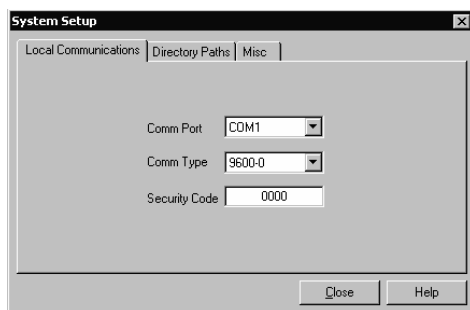 System Setup
Local Communications Directory Paths Misc
Comm Port COM1
Comm Type 9600-0
Security Code 0000
Close Help